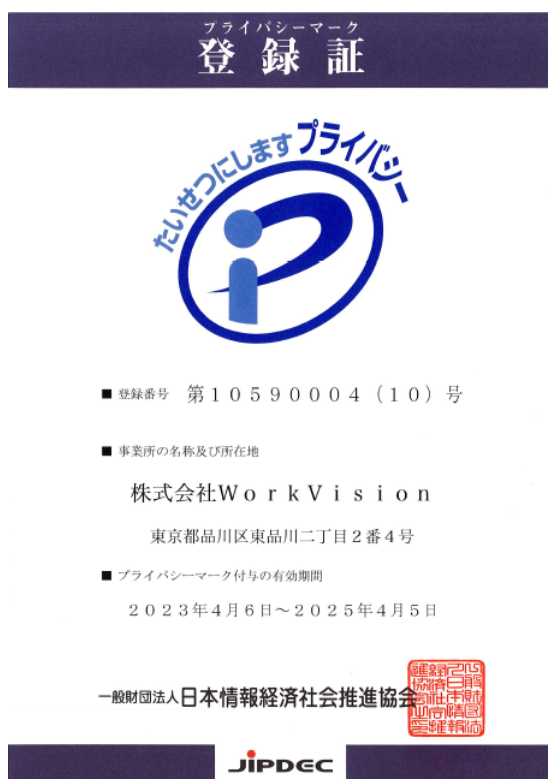 プライバシーマーク
登録証
たいせつにしますプライバシー
■ 登録番号 第10590004(10)号
■ 事業所の名称及び所在地
株式会社WorkVision
東京都品川区東品川二丁目2番4号
■ プライバシーマーク付与の有効期間
2023年4月6日~2025年4月5日
一般財団法人日本情報経済社会推進協会
JIPDEC